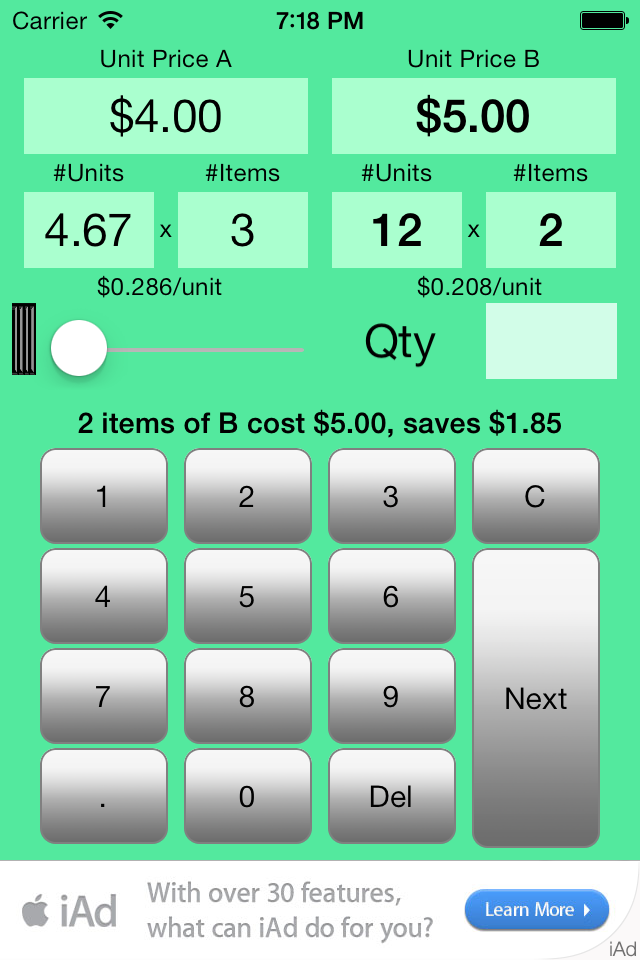 Carrier 7:18 PM
Unit Price A Unit Price B
$4.00 $5.00
#Units #Items #Units #Items
4.67 x 3 12 x 2
$0.286/unit $0.208/unit
Qty
2 items of B cost $5.00, saves $1.85
1 2 3 C
4 5 6
7 8 9 Next
. 0 Del
iAd With over 30 features,
what can iAd do for you?
Learn More
iAd